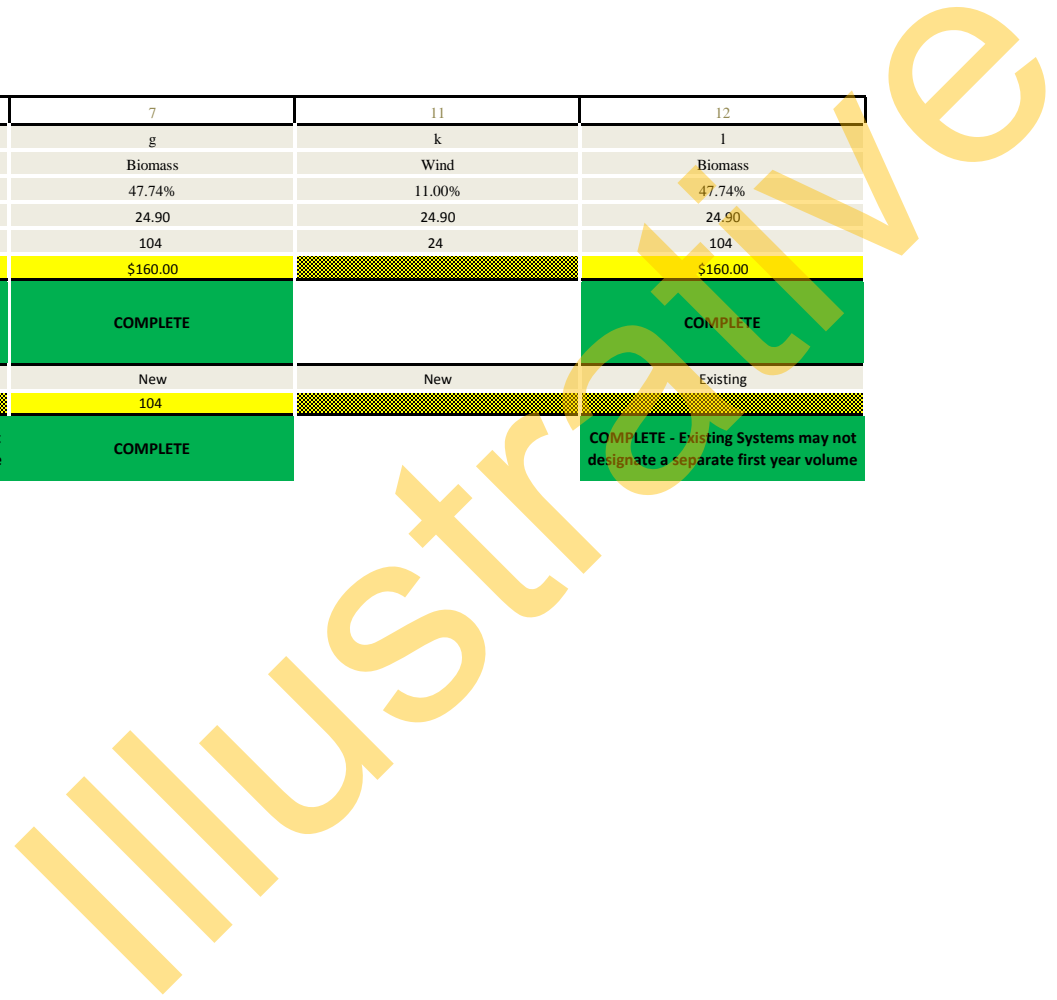 7 11 12
g k l
Biomass Wind Biomass
47.74% 11.00% 47.74%
24.90 24.90 24.90
104 24 104
$160.00 $160.00
COMPLETE COMPLETE
New New Existing
104
COMPLETE
COMPLETE - Existing Systems may not
designate a separate first year volume
Illustrative